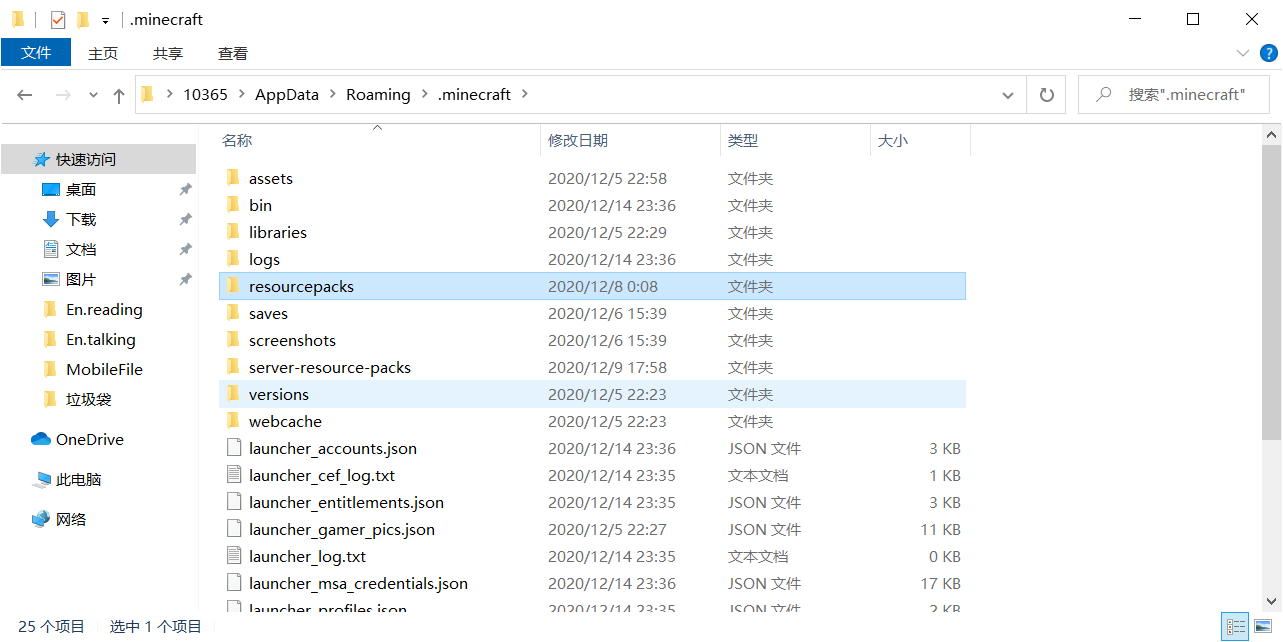 .minecraft
文件 主页 共享 查看
10365 AppData Roaming .minecraft 搜索".minecraft"
名称 修改日期 类型 大小
快速访问
桌面
下载
文档
图片
En.reading
En.talking
MobileFile
垃圾袋
OneDrive
此电脑
网络
assets 2020/12/5 22:58 文件夹
bin 2020/12/14 23:36 文件夹
libraries 2020/12/5 22:29 文件夹
logs 2020/12/14 23:36 文件夹
resourcepacks 2020/12/8 0:08 文件夹
saves 2020/12/6 15:39 文件夹
screenshots 2020/12/6 15:39 文件夹
server-resource-packs 2020/12/9 17:58 文件夹
versions 2020/12/5 22:23 文件夹
webcache 2020/12/5 22:23 文件夹
launcher_accounts.json 2020/12/14 23:36 JSON 文件 3 KB
launcher_cef_log.txt 2020/12/14 23:35 文本文档 1 KB
launcher_entitlements.json 2020/12/14 23:35 JSON 文件 3 KB
launcher_gamer_pics.json 2020/12/5 22:27 JSON 文件 11 KB
launcher_log.txt 2020/12/14 23:35 文本文档 0 KB
launcher_msa_credentials.json 2020/12/14 23:36 JSON 文件 17 KB
launcher_profiles.json 2020/12/14 23:35 JSON 文件 2 KB
25 个项目 选中 1 个项目